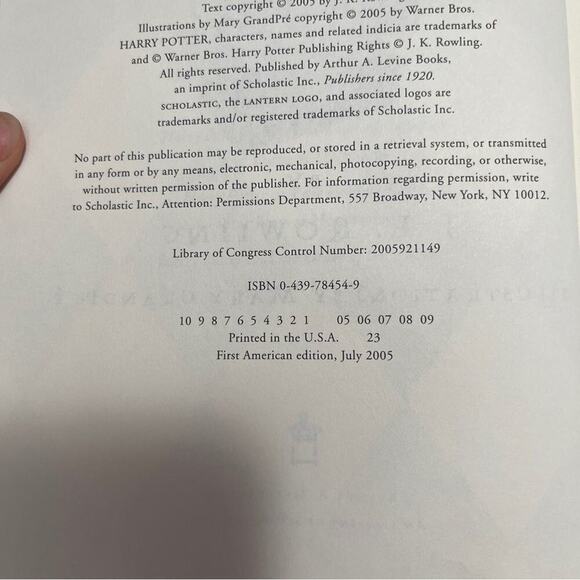 Text copyright © 2005 by J. K. Rowling
Illustrations by Mary GrandPré copyright © 2005 by Warner Bros.
HARRY POTTER, characters, names and related indicia are trademarks of
and © Warner Bros. Harry Potter Publishing Rights © J. K. Rowling.
All rights reserved. Published by Arthur A. Levine Books,
an imprint of Scholastic Inc., Publishers since 1920.
SCHOLASTIC, the LANTERN LOGO, and associated logos are
trademarks and/or registered trademarks of Scholastic Inc.
No part of this publication may be reproduced, or stored in a retrieval system, or transmitted
in any form or by any means, electronic, mechanical, photocopying, recording, or otherwise,
without written permission of the publisher. For information regarding permission, write
to Scholastic Inc., Attention: Permissions Department, 557 Broadway, New York, NY 10012.
Library of Congress Control Number: 2005921149
ISBN 0-439-78454-9
10 9 8 7 6 5 4 3 2 1 05 06 07 08 09
Printed in the U.S.A. 23
First American edition, July 2005